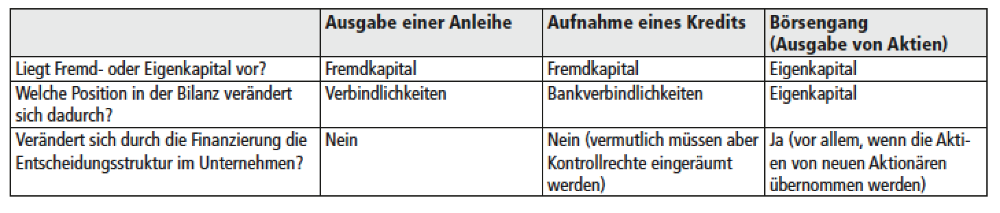 Ausgabe einer Anleihe
Aufnahme eines Kredits
Börsengang
(Ausgabe von Aktien)
Liegt Fremd- oder Eigenkapital vor?
Fremdkapital
Fremdkapital
Eigenkapital
Welche Position in der Bilanz verändert
sich dadurch?
Verbindlichkeiten
Bankverbindlichkeiten
Eigenkapital
Verändert sich durch die Finanzierung die
Entscheidungsstruktur im Unternehmen?
Nein
Nein (vermutlich müssen aber
Kontrollrechte eingeräumt
werden)
Ja (vor allem, wenn die Akti-
en von neuen Aktionären
übernommen werden)